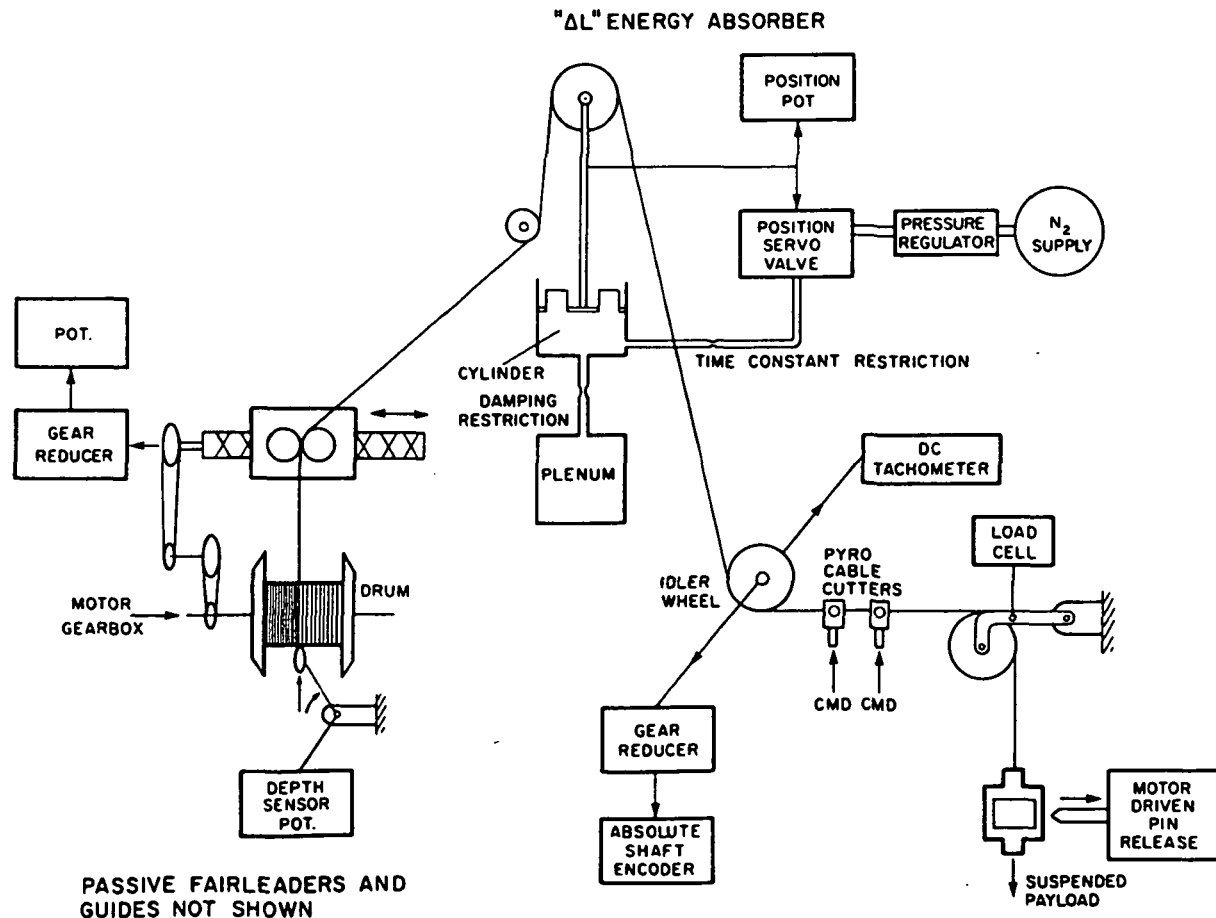 "ΔL" ENERGY ABSORBER
POSITION
POT
POSITION
SERVO
VALVE
PRESSURE
REGULATOR
N2
SUPPLY
POT.
CYLINDER
TIME CONSTANT RESTRICTION
DAMPING
RESTRICTION
GEAR
REDUCER
PLENUM
DC
TACHOMETER
LOAD
CELL
PYRO
CABLE
CUTTERS
IDLER
WHEEL
DRUM
MOTOR
GEARBOX
CMD
CMD
GEAR
REDUCER
DEPTH
SENSOR
POT.
MOTOR
DRIVEN
PIN
RELEASE
ABSOLUTE
SHAFT
ENCODER
SUSPENDED
PAYLOAD
PASSIVE FAIRLEADERS AND
GUIDES NOT SHOWN